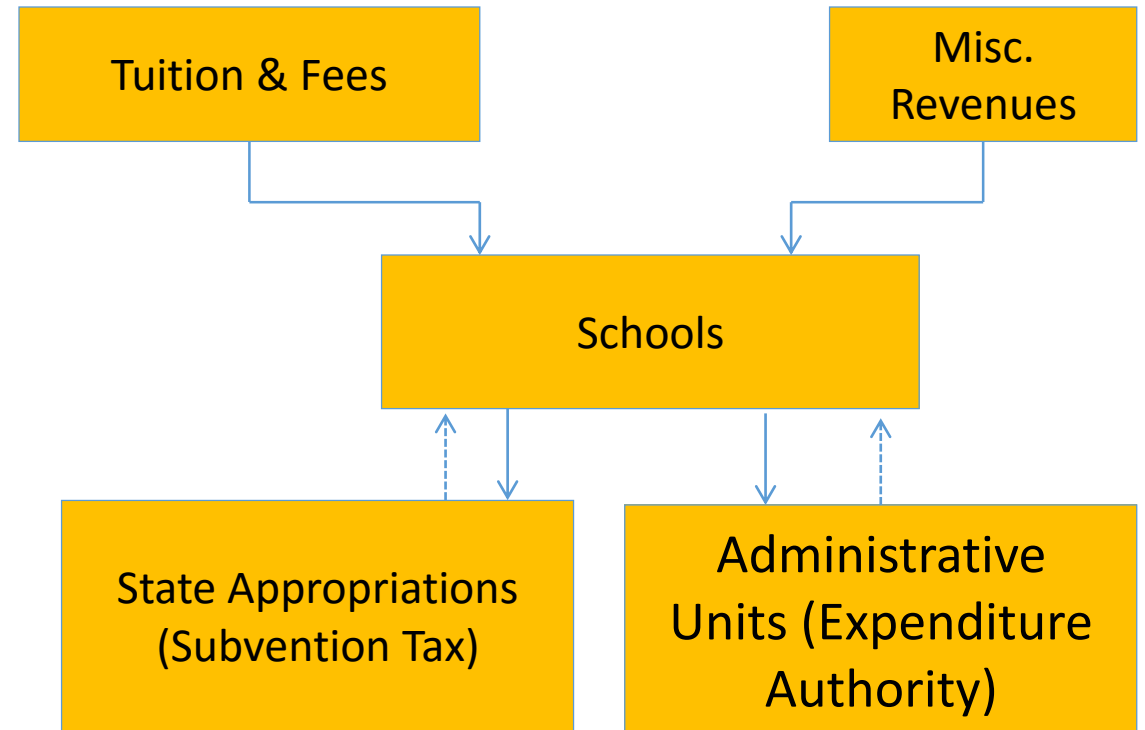 Tuition & Fees
Misc.
Revenues
Schools
State Appropriations
(Subvention Tax)
Administrative
Units (Expenditure
Authority)